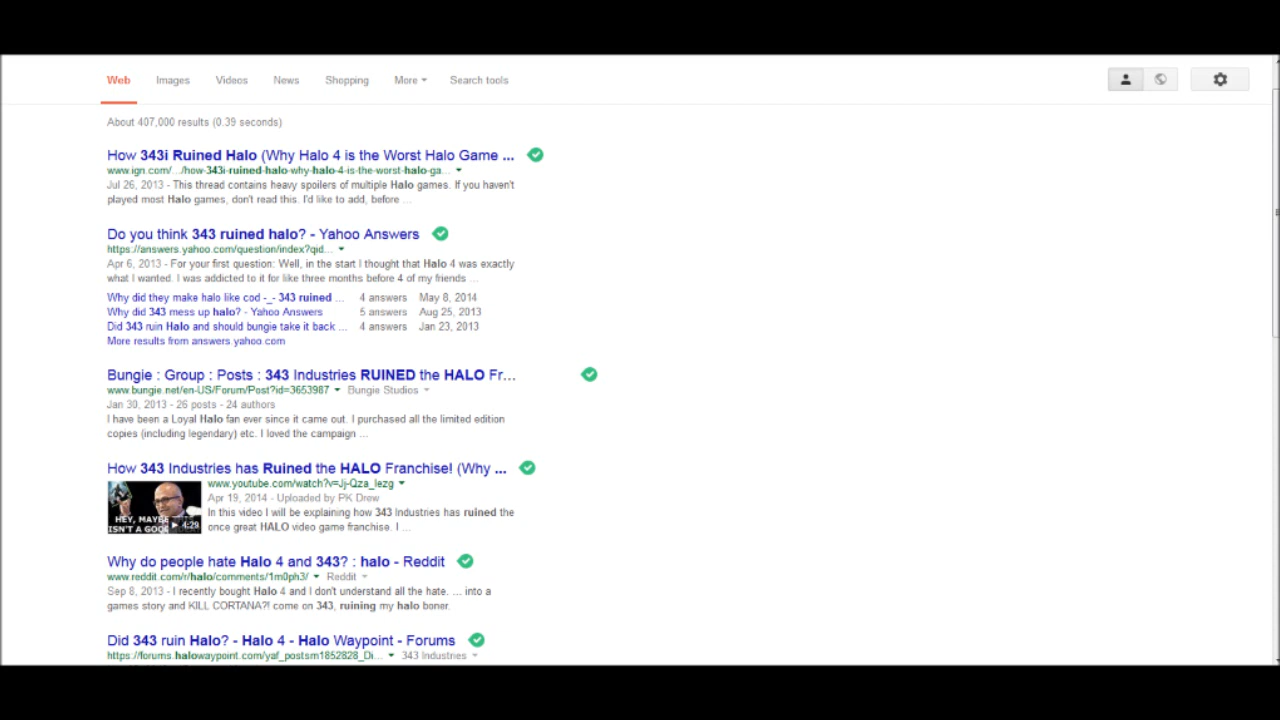 Web Images Videos News Shopping More Search tools
About 407,000 results (0.39 seconds)
How 343i Ruined Halo (Why Halo 4 is the Worst Halo Game ...
www.ign.com/.../how-343i-ruined-halo-why-halo-4-is-the-worst-halo-ga...
Jul 26, 2013 - This thread contains heavy spoilers of multiple Halo games. If you haven't
played most Halo games, don't read this. I'd like to add, before ...
Do you think 343 ruined halo? - Yahoo Answers
https://answers.yahoo.com/question/index?qid...
Apr 6, 2013 - For your first question: Well, in the start I thought that Halo 4 was exactly
what I wanted. I was addicted to it for like three months before 4 of my friends ...
Why did they make halo like cod -_- 343 ruined ... 4 answers May 8, 2014
Why did 343 mess up halo? - Yahoo Answers 5 answers Aug 25, 2013
Did 343 ruin Halo and should bungie take it back ... 4 answers Jan 23, 2013
More results from answers.yahoo.com
Bungie : Group : Posts : 343 Industries RUINED the HALO Fr...
www.bungie.net/en-US/Forum/Post?id=3653987 Bungie Studios
Jan 30, 2013 - 26 posts - 24 authors
I have been a Loyal Halo fan ever since it came out. I purchased all the limited edition
copies (including legendary) etc. I loved the campaign ...
How 343 Industries has Ruined the HALO Franchise! (Why ...
www.youtube.com/watch?v=Jj-Qza_lezg
Apr 19, 2014 - Uploaded by PK Drew
In this video I will be explaining how 343 Industries has ruined the
once great HALO video game franchise. I ...
HEY, MAYBE
ISN'T A GOOD
4:29
Why do people hate Halo 4 and 343? : halo - Reddit
www.reddit.com/r/halo/comments/1m0ph3/ Reddit
Sep 8, 2013 - I recently bought Halo 4 and I don't understand all the hate. ... into a
games story and KILL CORTANA?! come on 343, ruining my halo boner.
Did 343 ruin Halo? - Halo 4 - Halo Waypoint - Forums
https://forums.halowaypoint.com/yaf_postsm1852828_Di... 343 Industries